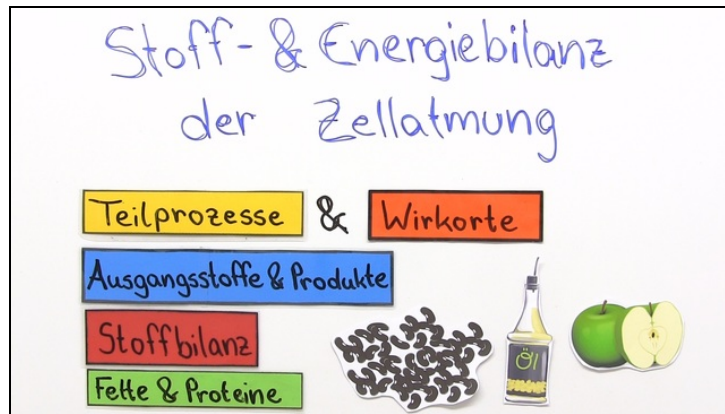 Stoff- & Energiebilanz
der Zellatmung
Teilprozesse & Wirkorte
Ausgangsstoffe & Produkte
Stoffbilanz
Fette & Proteine
Öl